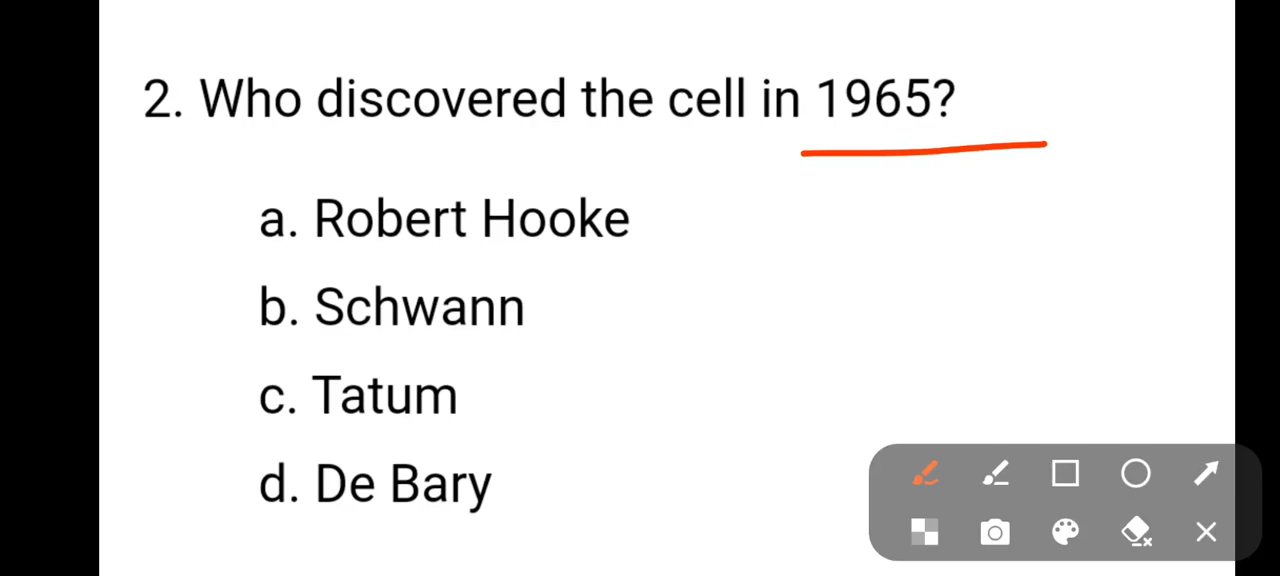 2. Who discovered the cell in 1965?
a. Robert Hooke
b. Schwann
c. Tatum
d. De Bary